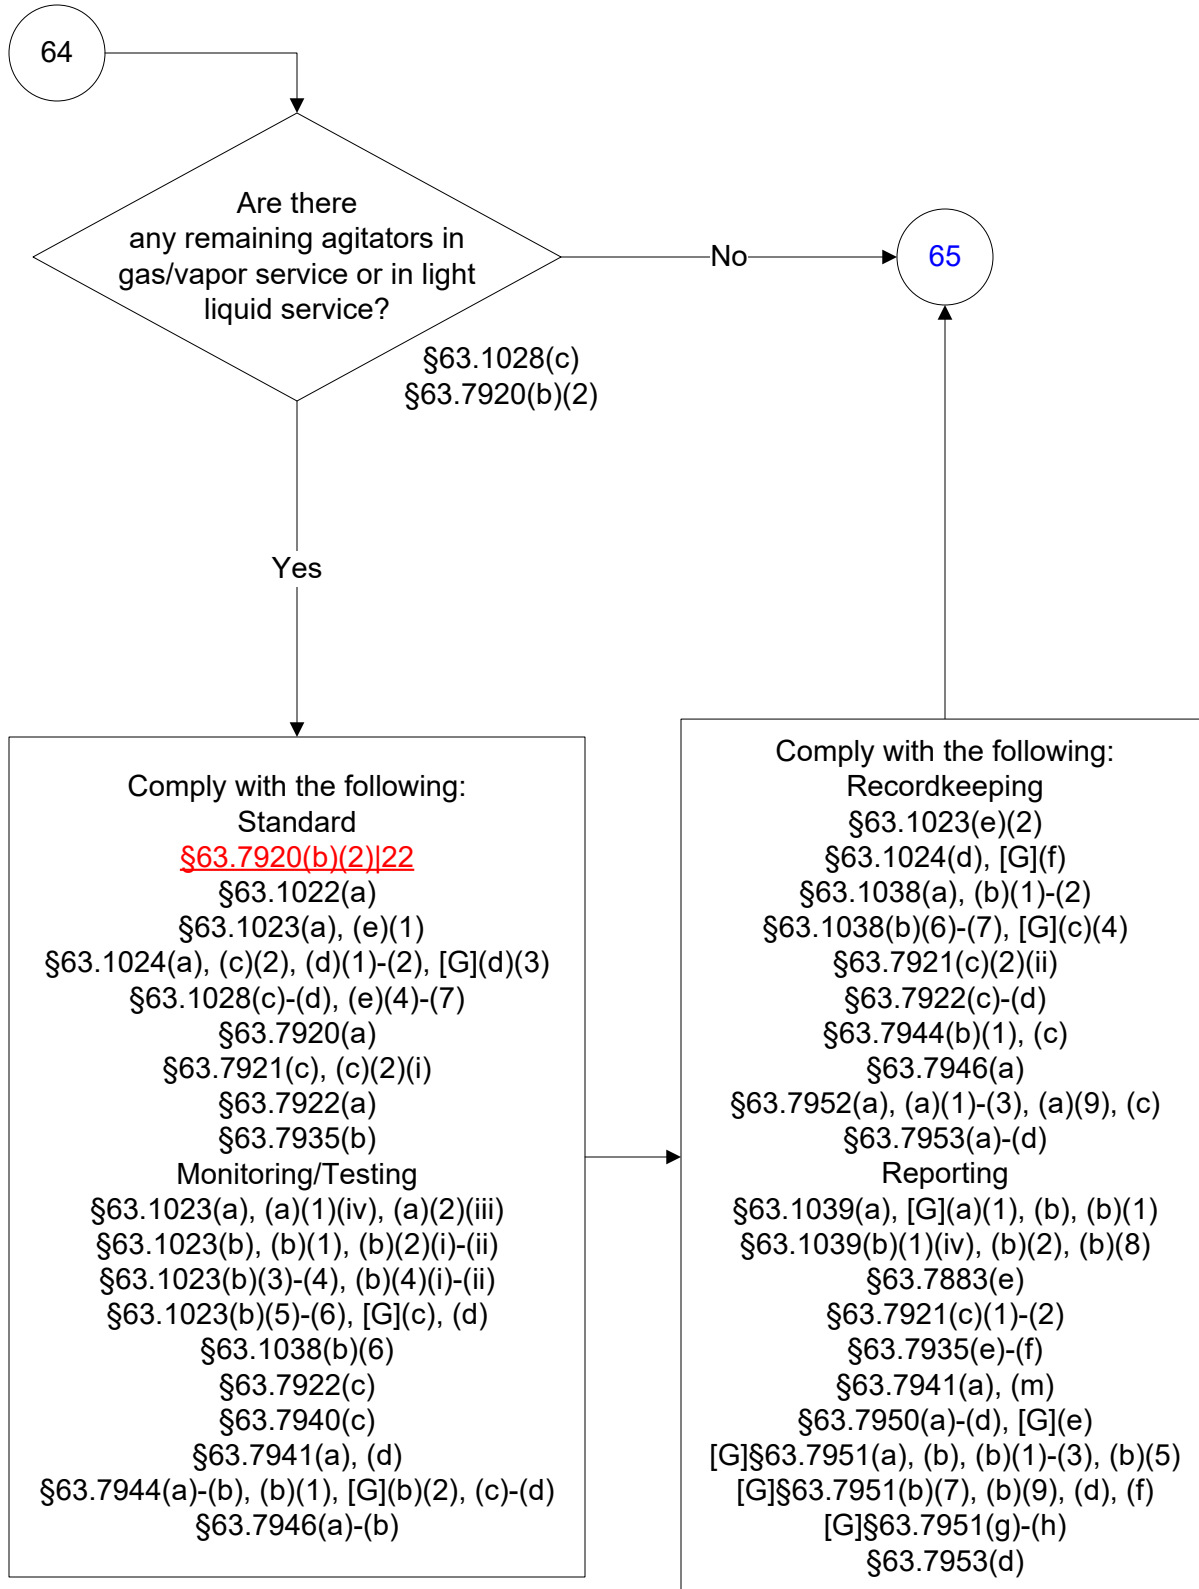 64
Are there
any remaining agitators in
gas/vapor service or in light
liquid service?
No
65
§63.1028(c)
§63.7920(b)(2)
Yes
Comply with the following:
Standard
§63.7920(b)(2)|22
§63.1022(a)
§63.1023(a), (e)(1)
§63.1024(a), (c)(2), (d)(1)-(2), [G](d)(3)
§63.1028(c)-(d), (e)(4)-(7)
§63.7920(a)
§63.7921(c), (c)(2)(i)
§63.7922(a)
§63.7935(b)
Monitoring/Testing
§63.1023(a), (a)(1)(iv), (a)(2)(iii)
§63.1023(b), (b)(1), (b)(2)(i)-(ii)
§63.1023(b)(3)-(4), (b)(4)(i)-(ii)
§63.1023(b)(5)-(6), [G](c), (d)
§63.1038(b)(6)
§63.7922(c)
§63.7940(c)
§63.7941(a), (d)
§63.7944(a)-(b), (b)(1), [G](b)(2), (c)-(d)
§63.7946(a)-(b)
Comply with the following:
Recordkeeping
§63.1023(e)(2)
§63.1024(d), [G](f)
§63.1038(a), (b)(1)-(2)
§63.1038(b)(6)-(7), [G](c)(4)
§63.7921(c)(2)(ii)
§63.7922(c)-(d)
§63.7944(b)(1), (c)
§63.7946(a)
§63.7952(a), (a)(1)-(3), (a)(9), (c)
§63.7953(a)-(d)
Reporting
§63.1039(a), [G](a)(1), (b), (b)(1)
§63.1039(b)(1)(iv), (b)(2), (b)(8)
§63.7883(e)
§63.7921(c)(1)-(2)
§63.7935(e)-(f)
§63.7941(a), (m)
§63.7950(a)-(d), [G](e)
[G]§63.7951(a), (b), (b)(1)-(3), (b)(5)
[G]§63.7951(b)(7), (b)(9), (d), (f)
[G]§63.7951(g)-(h)
§63.7953(d)